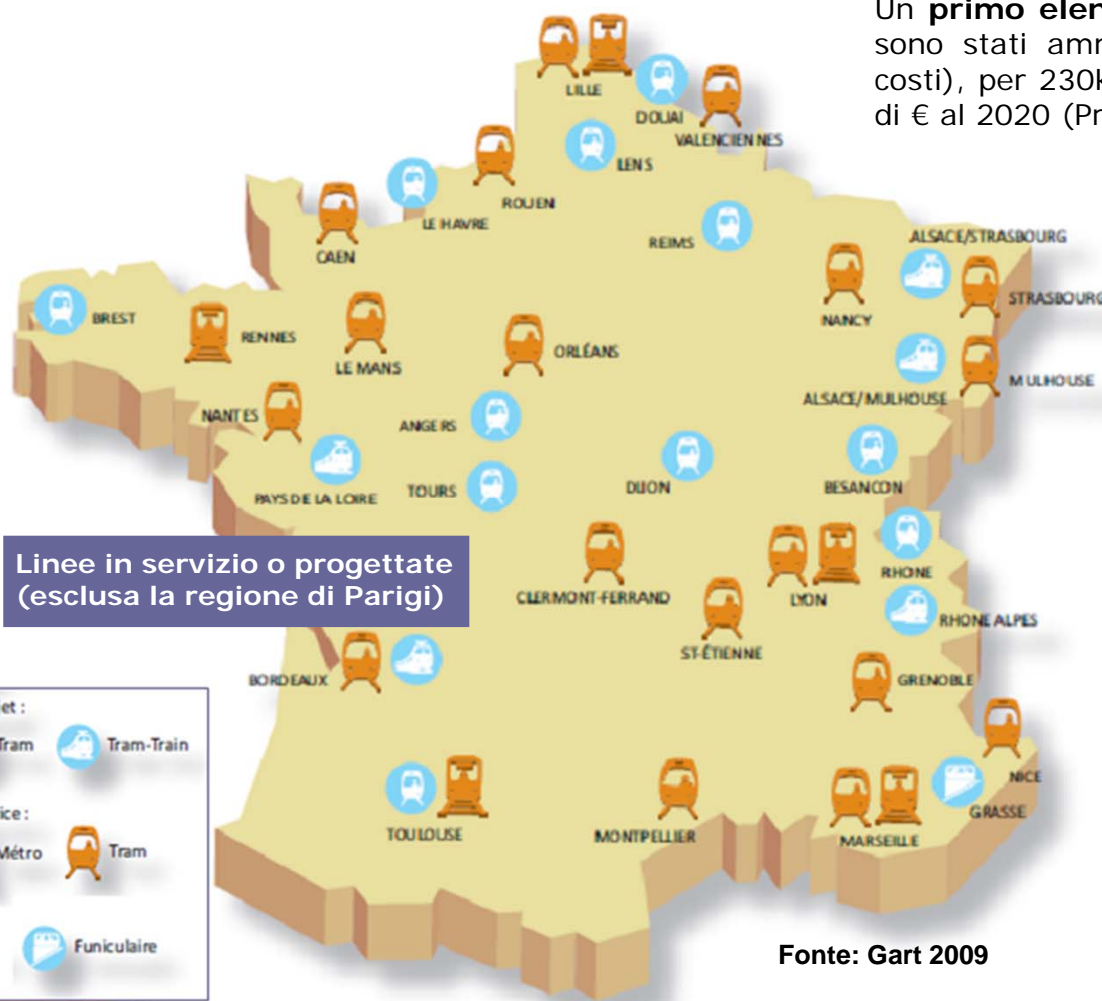 Un primo elen
sono stati
costi), per 230k
di € al 2020 (Pr
LILLE
DOUAI
VALENCIENNES
LENS
ROUEN
LE HAVRE
CAEN
REIMS
ALSACE/STRASBOURG
STRASBOURG
NANCY
BREST
RENNES
LE MANS
ORLÉANS
ALSACE/MULHOUSE
MULHOUSE
NANTES
ANGERS
PAYS DE LA LOIRE
TOURS
DIJON
BESANCON
Linee in servizio o progettate
(esclusa la regione di Parigi)
CLERMONT-FERRAND
LYON
RHONE
RHONE ALPES
ST-ÉTIENNE
BORDEAUX
GRENOBLE
NICE
GRASSE
TOULOUSE
MONTPELLIER
MARSEILLE
et :
Tram
Tram-Train
ice :
Métro
Tram
Funiculaire
Fonte: Gart 2009